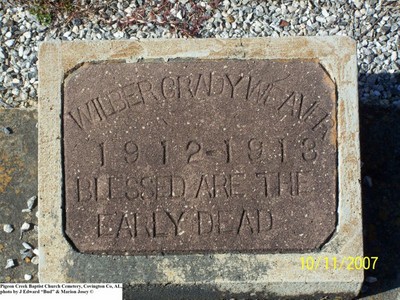 WILBER GRADY WEAVER
1912-1913
BLESSED ARE THE
EARLY DEAD
10/11/2007
Pigeon Creek Baptist Church Cemetery, Covington Co, AL,
photo by J Edward "Bud" & Marion Josey ©